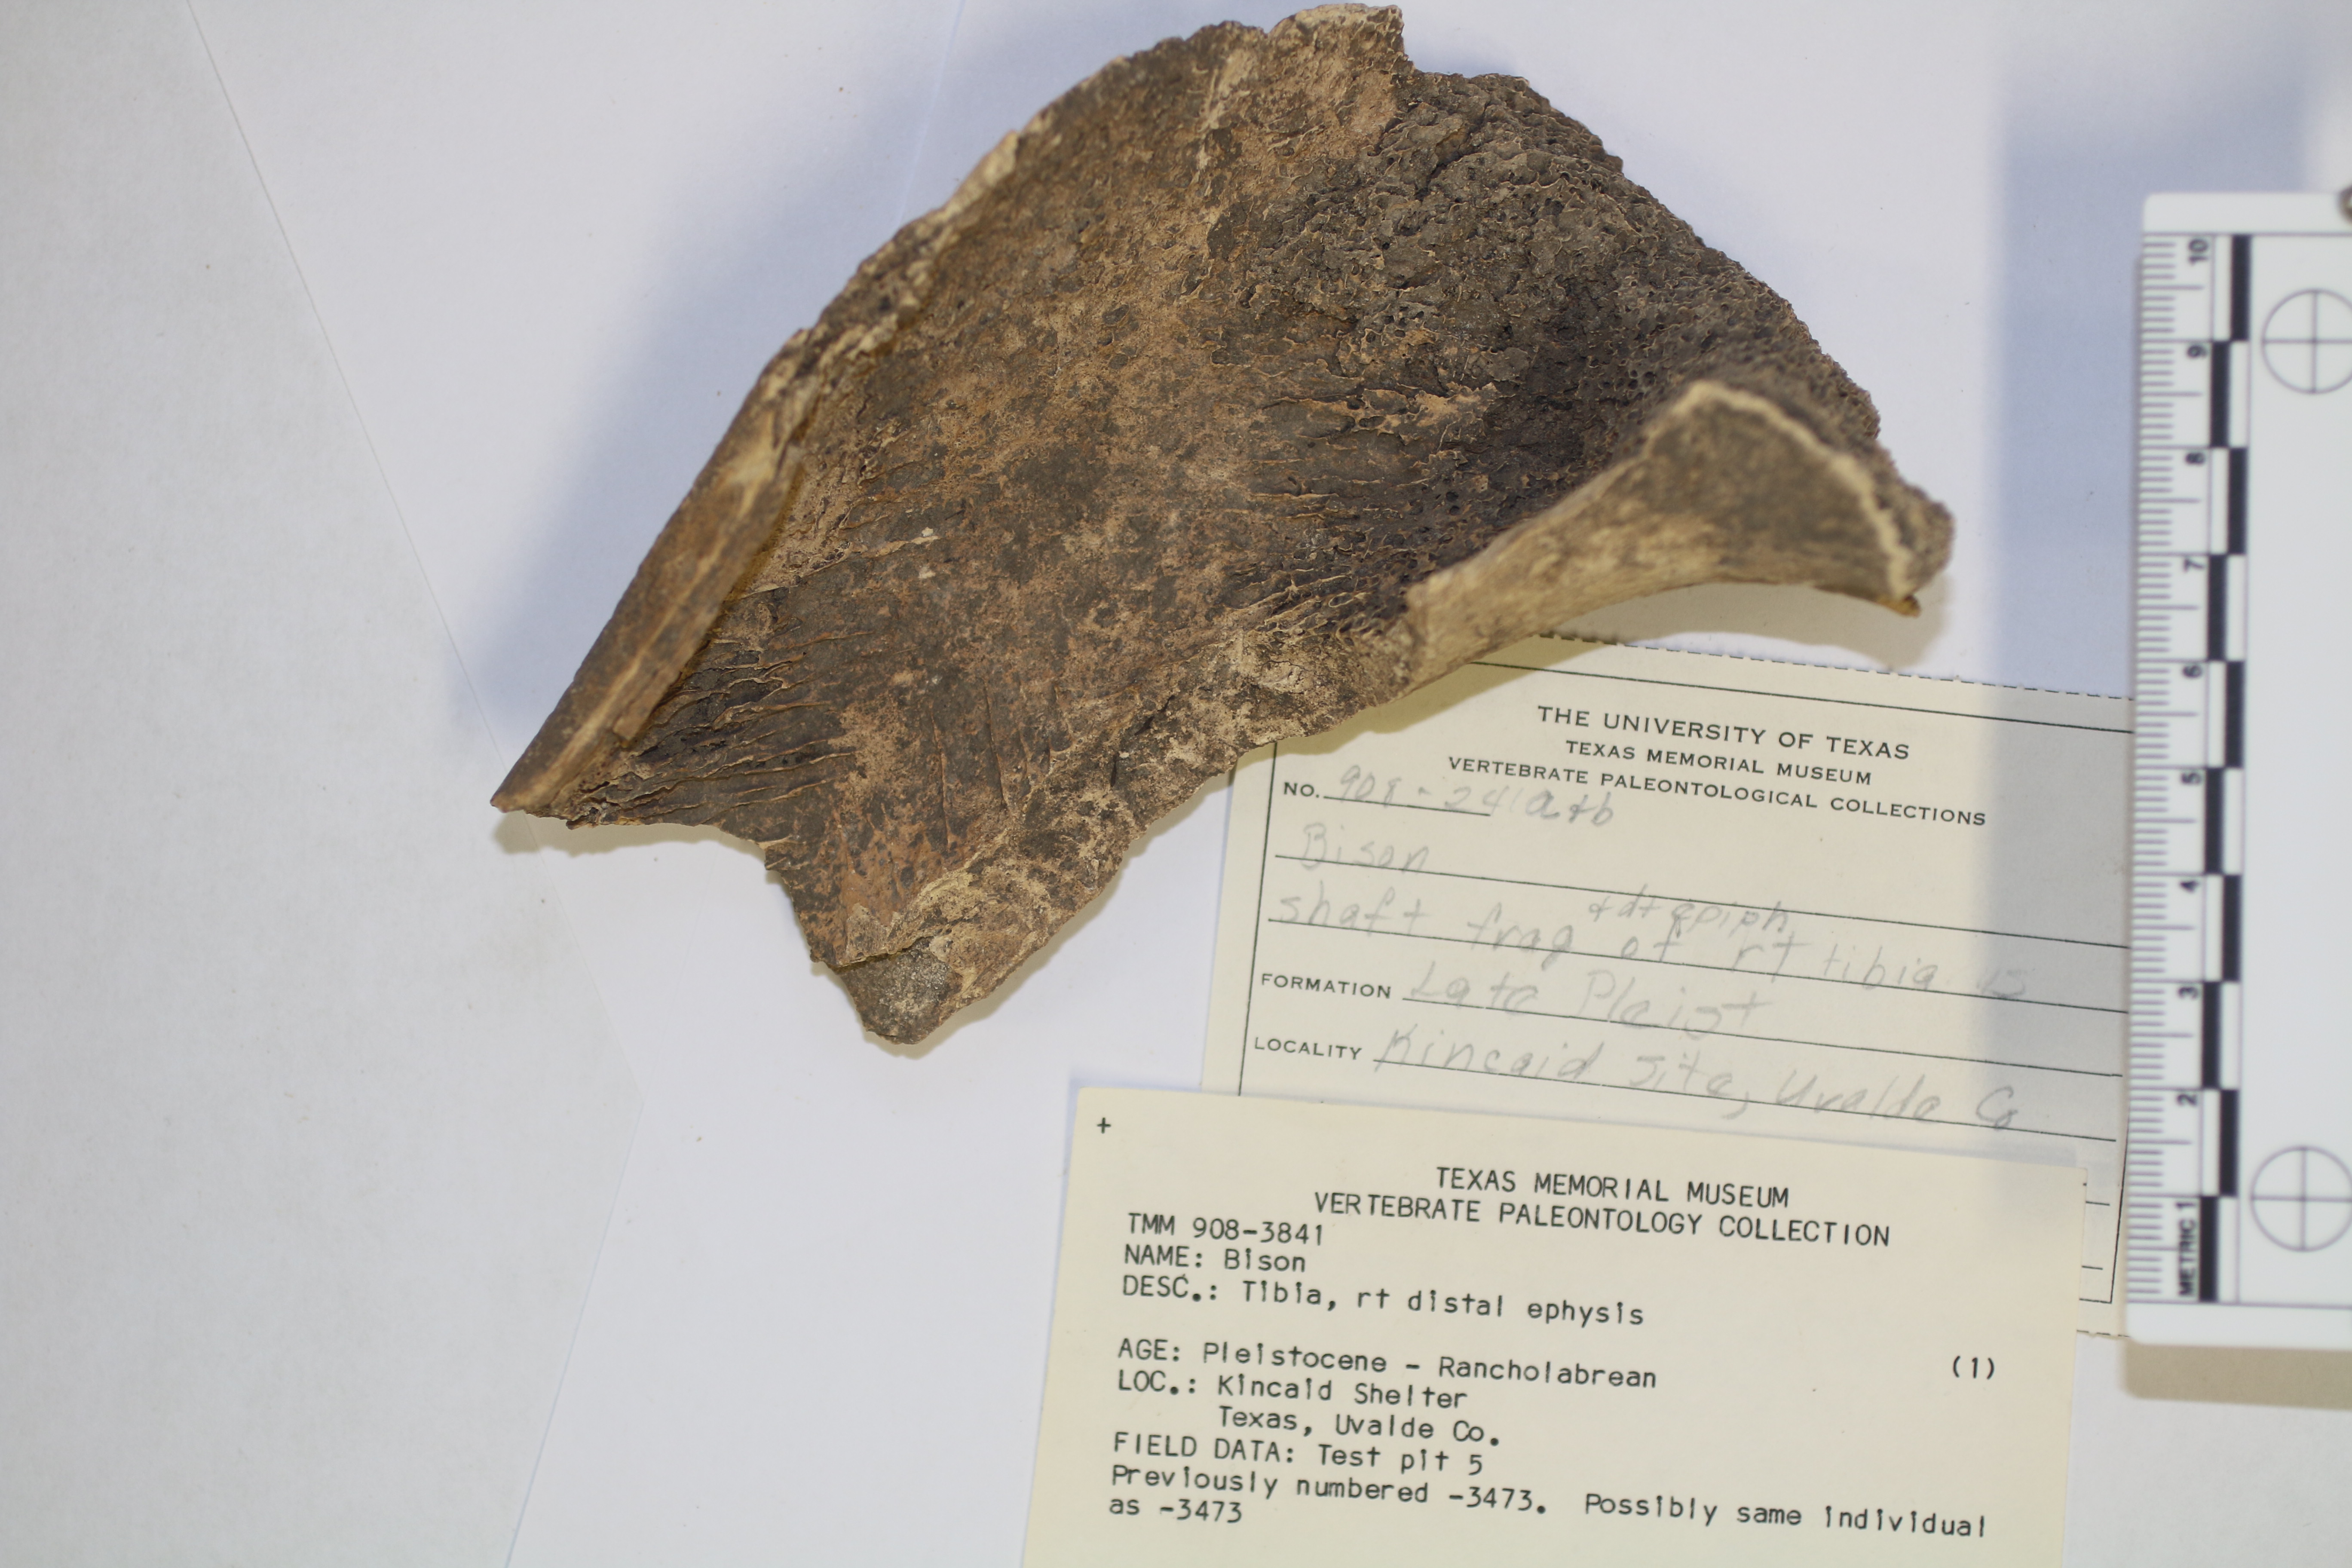 TEXAS MEMORIAL MUSEUM
VERTEBRATE PALEONTOLOGY COLLECTION
TMM 908-3841
NAME: Bison
DESC.: Tibia, rt distal ephysis
(1)
AGE: Pleistocene - Rancholabrean
LOC.: Kincaid Shelter
Texas, Uvalde Co.
FIELD DATA: Test pit 5
Previously numbered -3473. Possibly same individual
as -3473
THE UNIVERSITY OF TEXAS
TEXAS MEMORIAL MUSEUM
VERTEBRATE PALEONTOLOGICAL COLLECTIONS
NO. 908-
Bison
+ dt epiph
shaft frag of rt tibia
FORMATION Late Pleist
LOCALITY Kincaid Site, Uvalde Co
METRIC 1 2 3 4 5 6 7 8 9 10